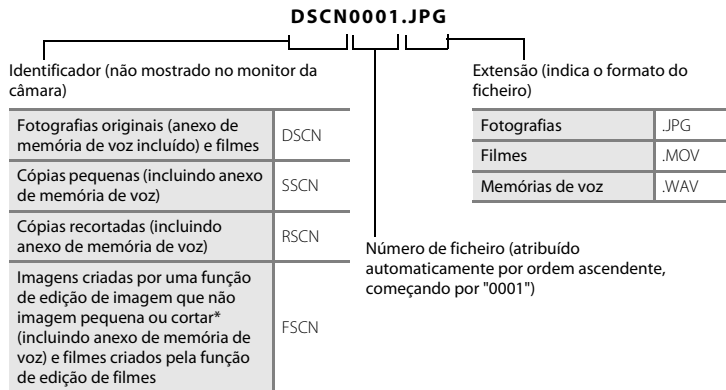 DSCN0001.JPG
Identificador (não mostrado no monitor da
câmara)
Fotografias originais (anexo de
memória de voz incluído) e filmes
DSCN
Cópias pequenas (incluindo anexo
de memória de voz)
SSCN
Cópias recortadas (incluindo
anexo de memória de voz)
RSCN
Imagens criadas por uma função
de edição de imagem que não
imagem pequena ou cortar*
(incluindo anexo de memória de
voz) e filmes criados pela função
de edição de filmes
FSCN
Número de ficheiro (atribuído
automaticamente por ordem ascendente,
começando por "0001")
Extensão (indica o formato do
ficheiro)
Fotografias .JPG
Filmes .MOV
Memórias de voz .WAV